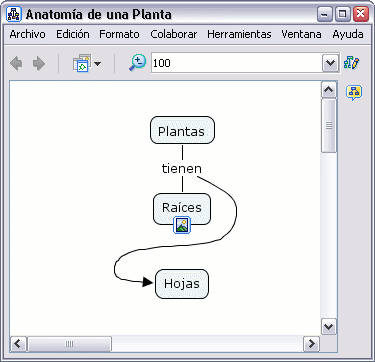 Anatomía de una Planta
Archivo Edición Formato Colaborar Herramientas Ventana Ayuda
100
Plantas
tienen
Raíces
Hojas